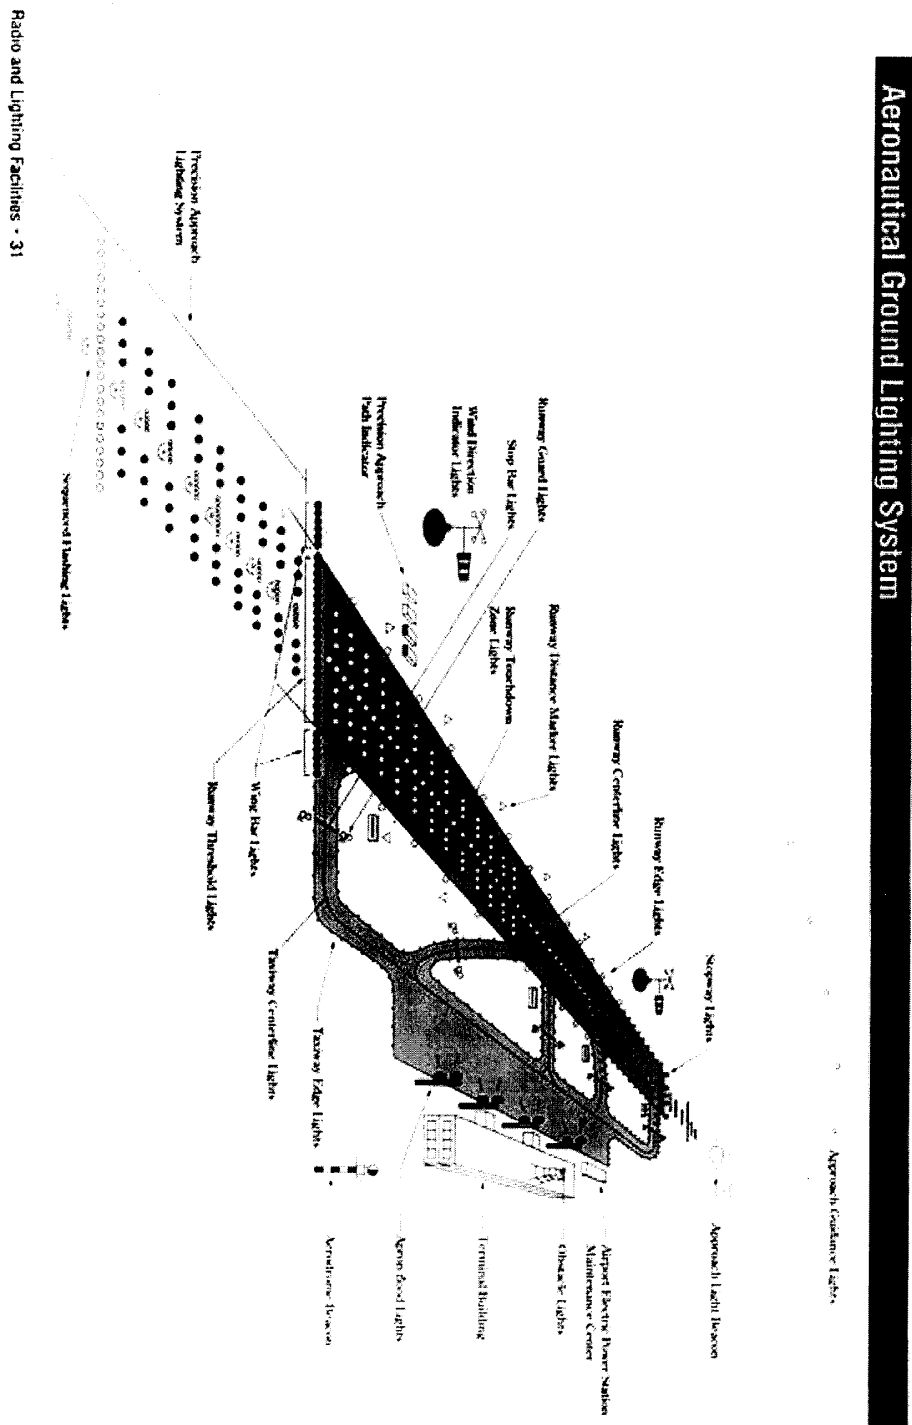 Aeronautical Ground Lighting System
Approach Guidance Lights
Approach Light Beacon
Stopway Lights
Runway Edge Lights
Runway Centerline Lights
Runway Distance Marker Lights
Runway Touchdown
Zone Lights
Runway Guard Lights
Stop Bar Lights
Wind Direction
Indicator Lights
Precision Approach
Path Indicator
Precision Approach
Lighting System
Airport Electric Power Station
Maintenance Center
Obstacle Lights
Terminal Building
Apron flood Lights
Aerodrome Beacon
Taxiway Edge Lights
Taxiway Centerline Lights
Wing Bar Lights
Runway Threshold Lights
Sequenced Flashing Lights
Radio and Lighting Facilities - 31